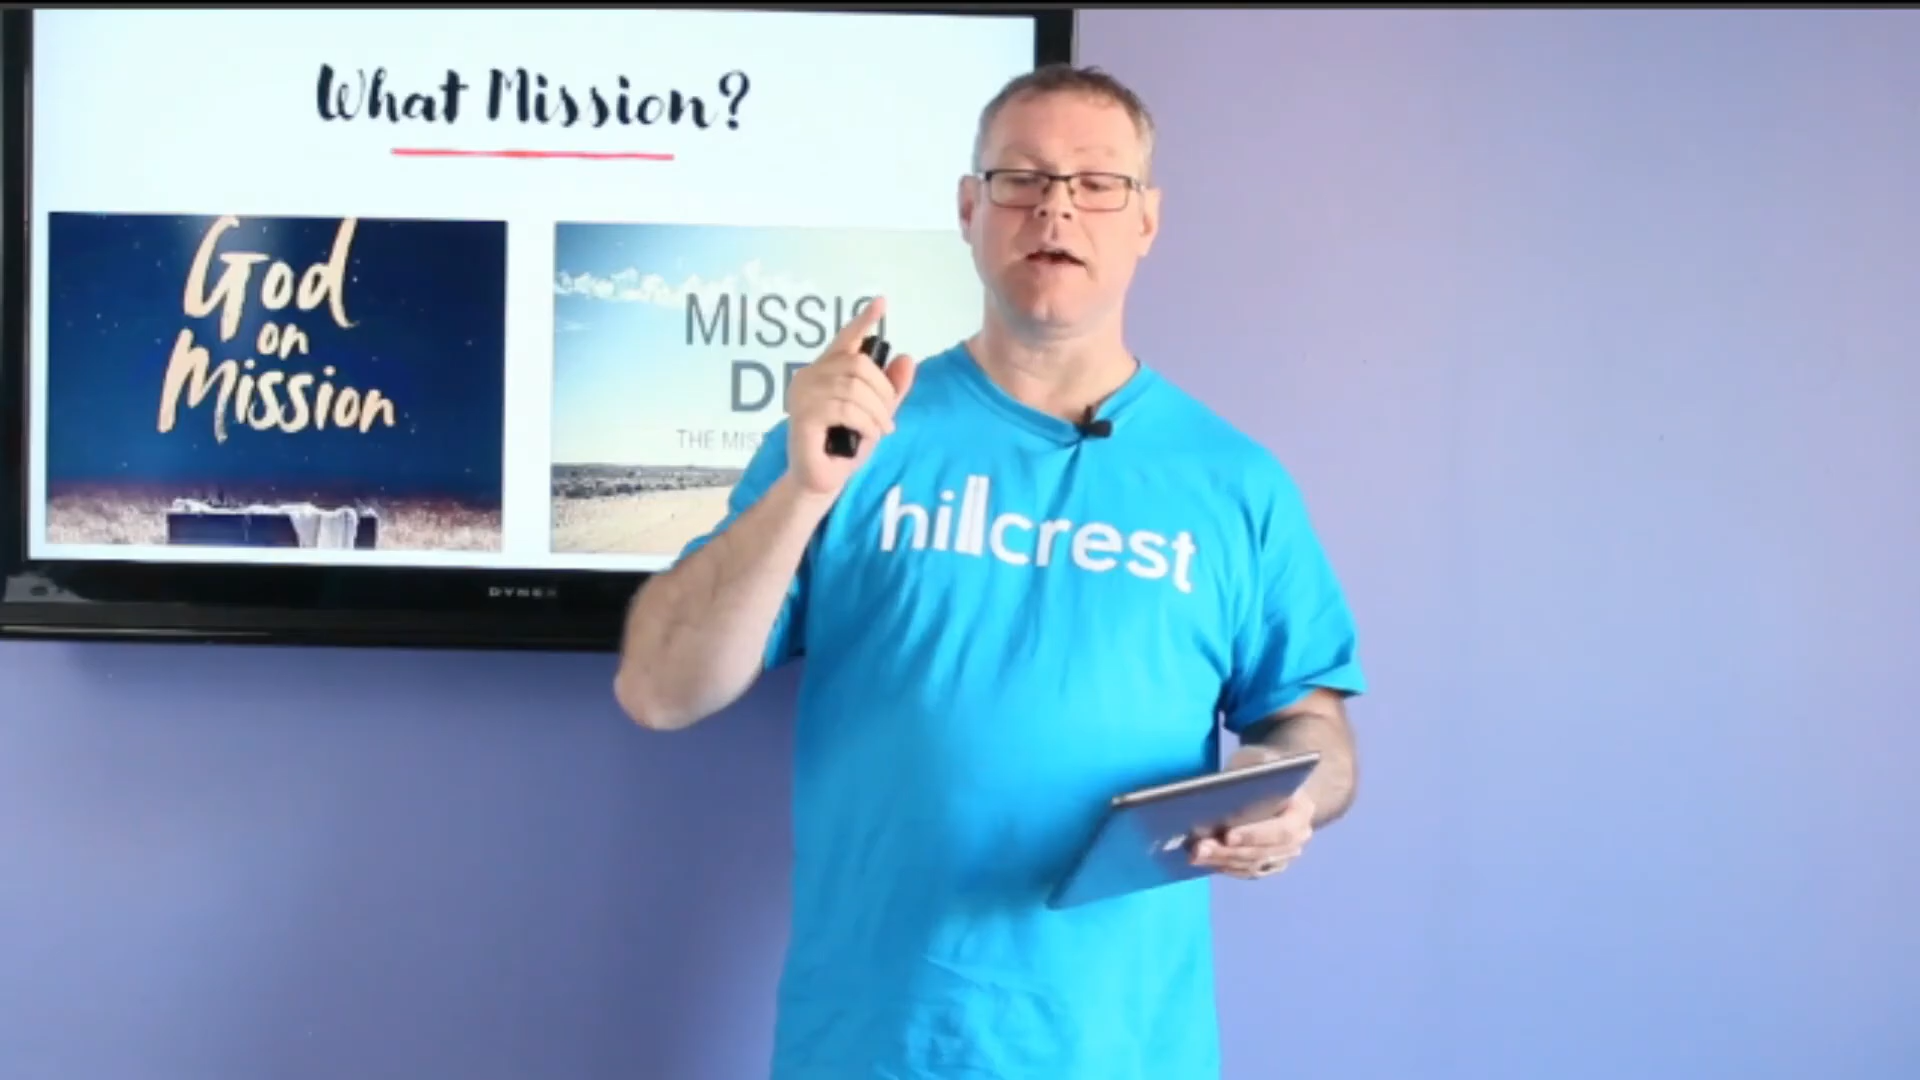 What Mission?
God
on
Mission
MISSIO
DE
THE MIS
hillcrest
DYNEX